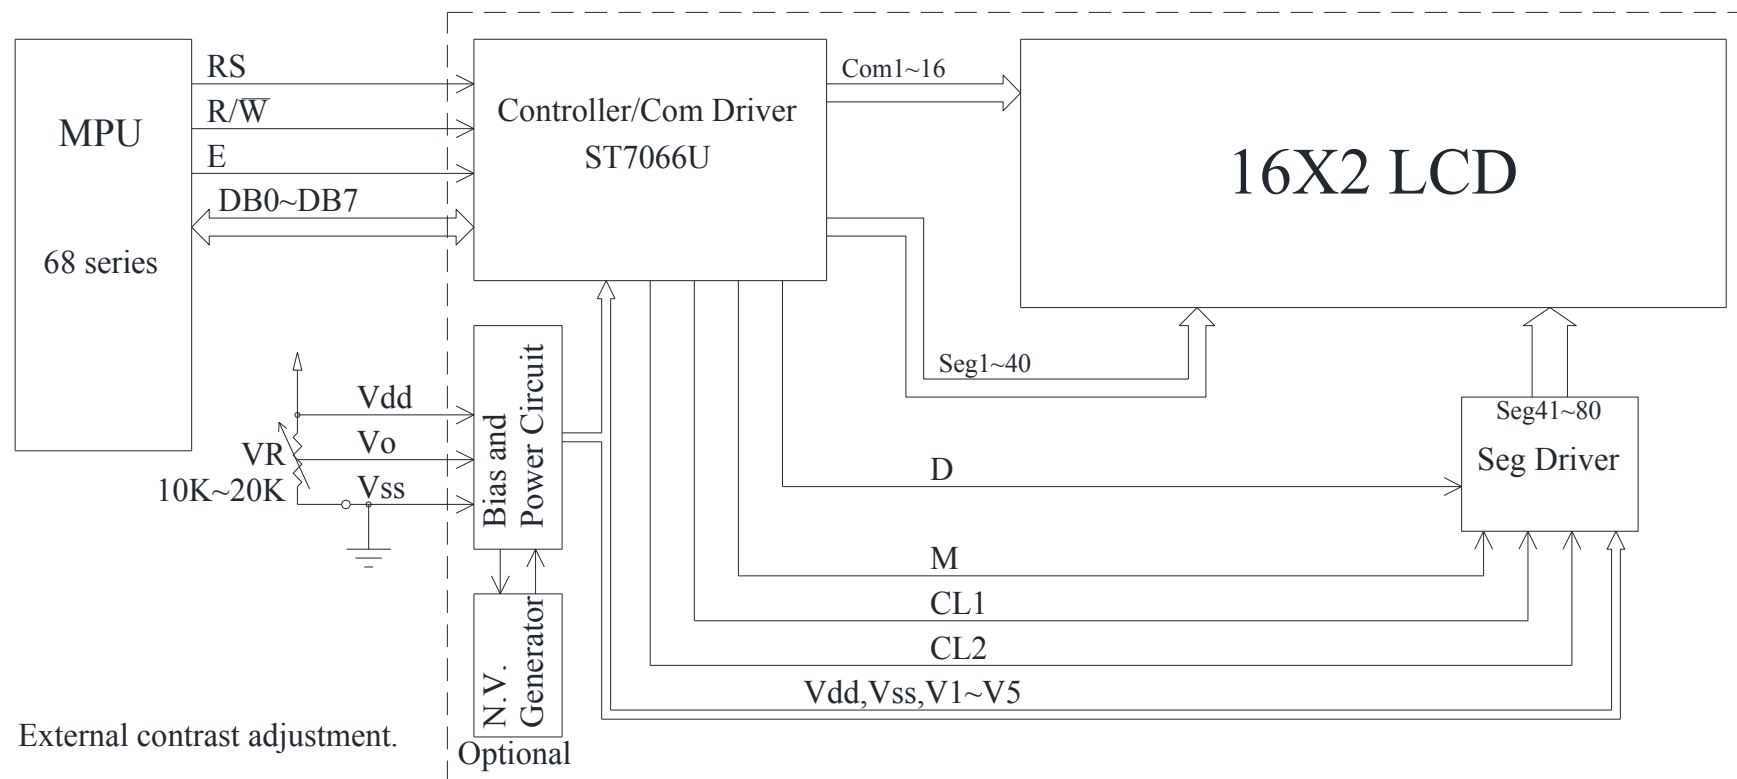 MPU
68 series
RS
R/W̅
E
DB0~DB7
Controller/Com Driver
ST7066U
Com1~16
16X2 LCD
Seg1~40
Seg41~80
Seg Driver
Vdd
Vo
Vss
VR
10K~20K
Bias and
Power Circuit
N.V.
Generator
Optional
D
M
CL1
CL2
Vdd,Vss,V1~V5
External contrast adjustment.